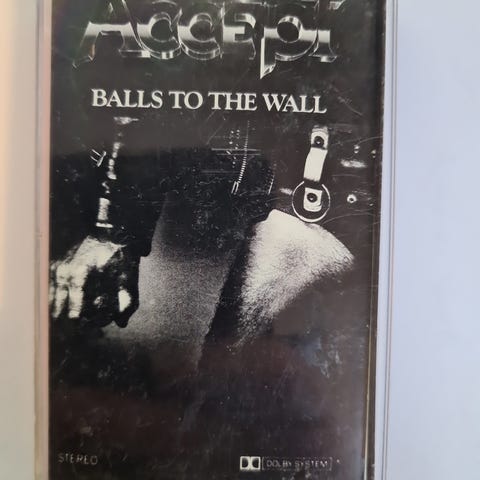 Accept
BALLS TO THE WALL
STEREO
DOLBY SYSTEM